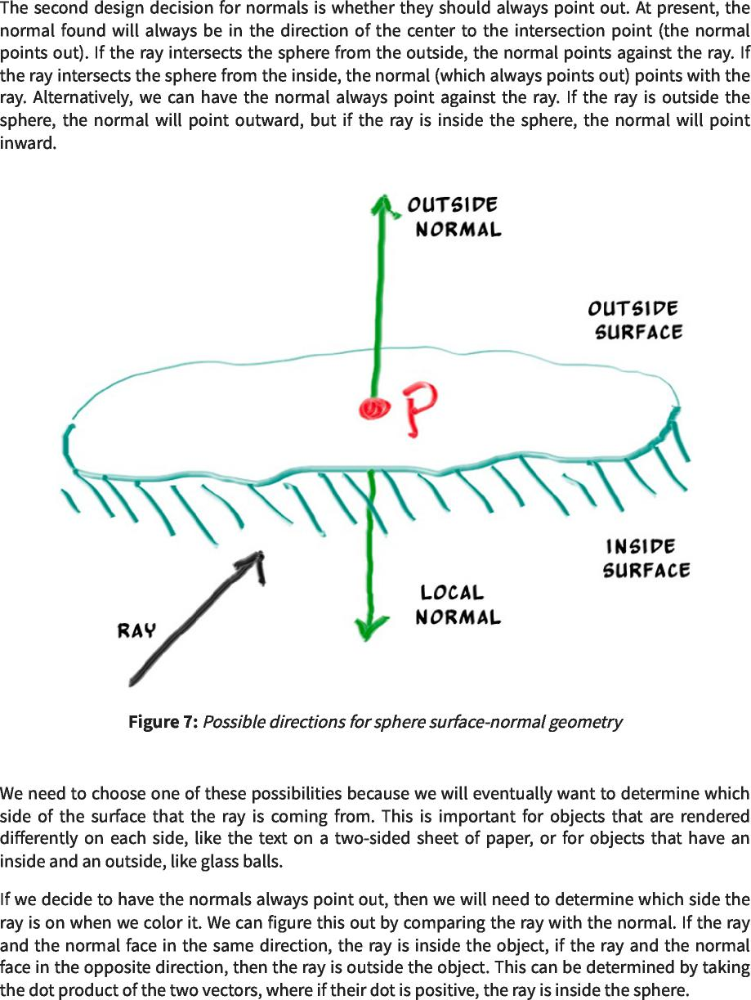 The second design decision for normals is whether they should always point out. At present, the
normal found will always be in the direction of the center to the intersection point (the normal
points out). If the ray intersects the sphere from the outside, the normal points against the ray. If
the ray intersects the sphere from the inside, the normal (which always points out) points with the
ray. Alternatively, we can have the normal always point against the ray. If the ray is outside the
sphere, the normal will point outward, but if the ray is inside the sphere, the normal will point
inward.
OUTSIDE
NORMAL
OUTSIDE
SURFACE
P
INSIDE
SURFACE
LOCAL
NORMAL
RAY
Figure 7: Possible directions for sphere surface-normal geometry
We need to choose one of these possibilities because we will eventually want to determine which
side of the surface that the ray is coming from. This is important for objects that are rendered
differently on each side, like the text on a two-sided sheet of paper, or for objects that have an
inside and an outside, like glass balls.
If we decide to have the normals always point out, then we will need to determine which side the
ray is on when we color it. We can figure this out by comparing the ray with the normal. If the ray
and the normal face in the same direction, the ray is inside the object, if the ray and the normal
face in the opposite direction, then the ray is outside the object. This can be determined by taking
the dot product of the two vectors, where if their dot is positive, the ray is inside the sphere.